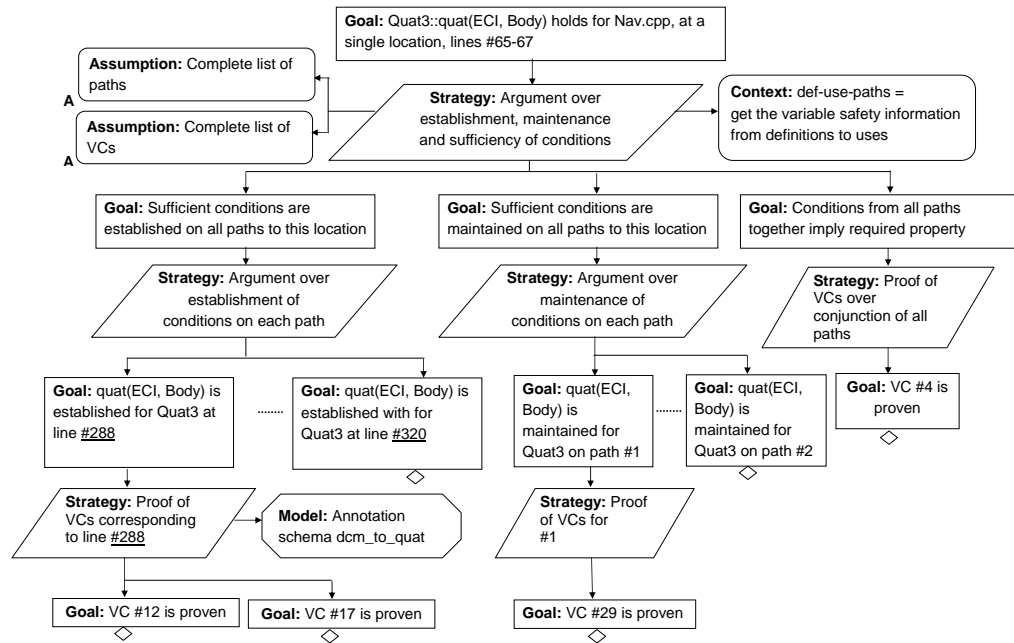 Goal: Quat3::quat(ECI, Body) holds for Nav.cpp, at a
single location, lines #65-67
Assumption: Complete list of
paths
A
Assumption: Complete list of
VCs
A
Strategy: Argument over
establishment, maintenance
and sufficiency of conditions
Context: def-use-paths =
get the variable safety information
from definitions to uses
Goal: Sufficient conditions are
established on all paths to this location
Goal: Sufficient conditions are
maintained on all paths to this location
Goal: Conditions from all paths
together imply required property
Strategy: Argument over
establishment of
conditions on each path
Strategy: Argument over
maintenance of
conditions on each path
Strategy: Proof of
VCs over
conjunction of all
paths
Goal: quat(ECI, Body) is
established for Quat3 at
line #288
........
Goal: quat(ECI, Body) is
established with for
Quat3 at line #320
Goal: quat(ECI,
Body) is
maintained for
Quat3 on path #1
........
Goal: quat(ECI,
Body) is
maintained for
Quat3 on path #2
Goal: VC #4 is
proven
Strategy: Proof of
VCs corresponding
to line #288
Model: Annotation
schema dcm_to_quat
Strategy: Proof
of VCs for
#1
Goal: VC #12 is proven
Goal: VC #17 is proven
Goal: VC #29 is proven